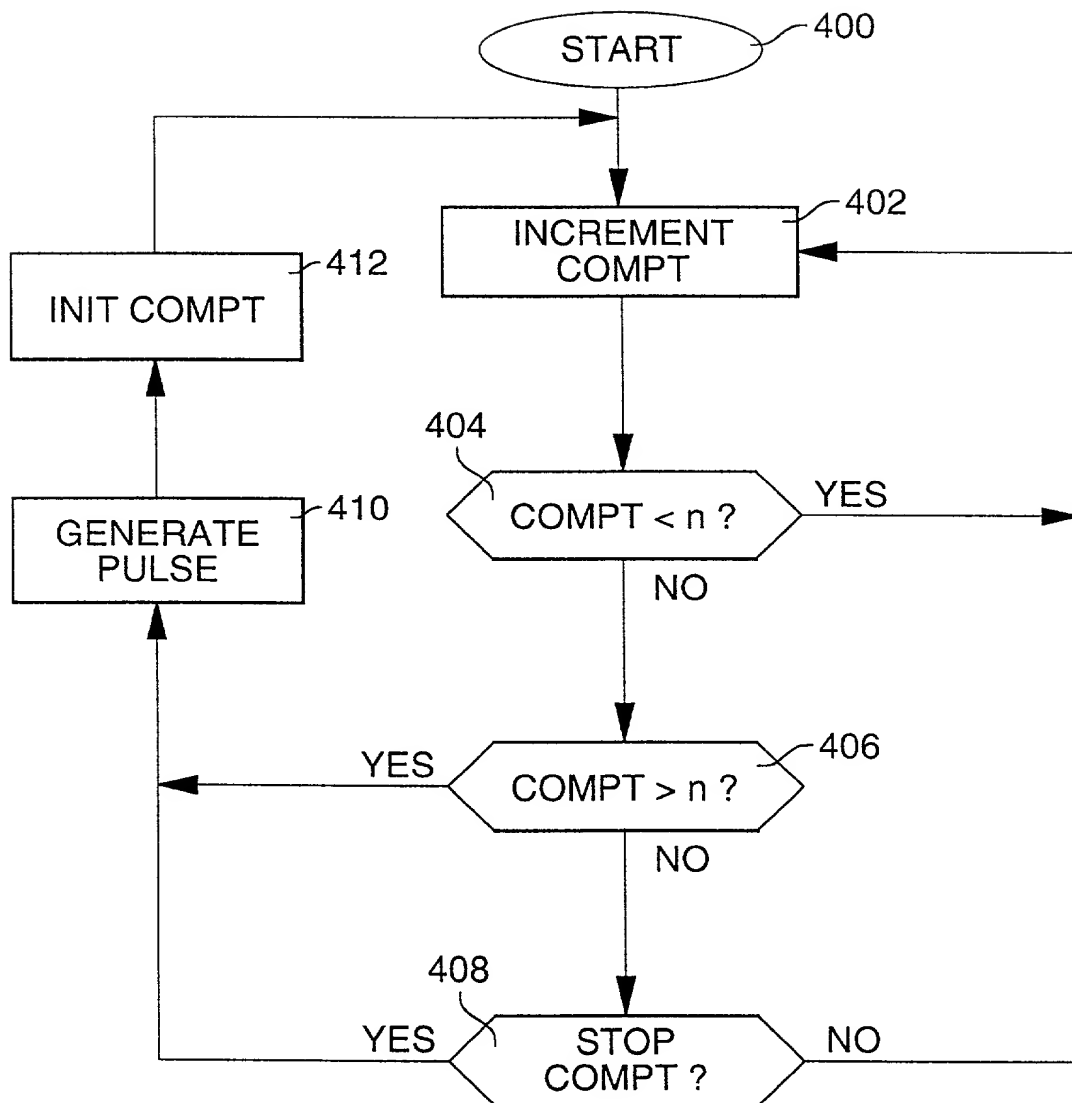 START
400
INCREMENT
COMPT
402
INIT COMPT
412
404
COMPT < n ?
YES
NO
GENERATE
PULSE
410
COMPT > n ?
406
YES
NO
408
STOP
COMPT ?
YES
NO